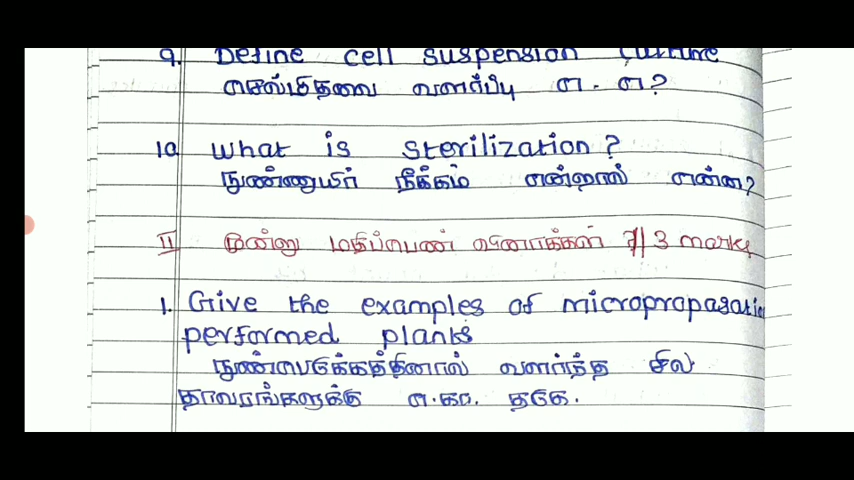 9. Define cell suspension culture
செல்மிதவை வளர்ப்பு எ - எ?
10 What is sterilization?
நுண்ணுயிர் நீக்கம் என்றால் என்ன?
II மூன்று மதிப்பெண் வினாக்கள் // 3 marks
1. Give the examples of micropropagation
performed plants
நுண்பெருக்கத்தினால் வளர்ந்த சில
தாவரங்களுக்கு எ.கா. தருக.